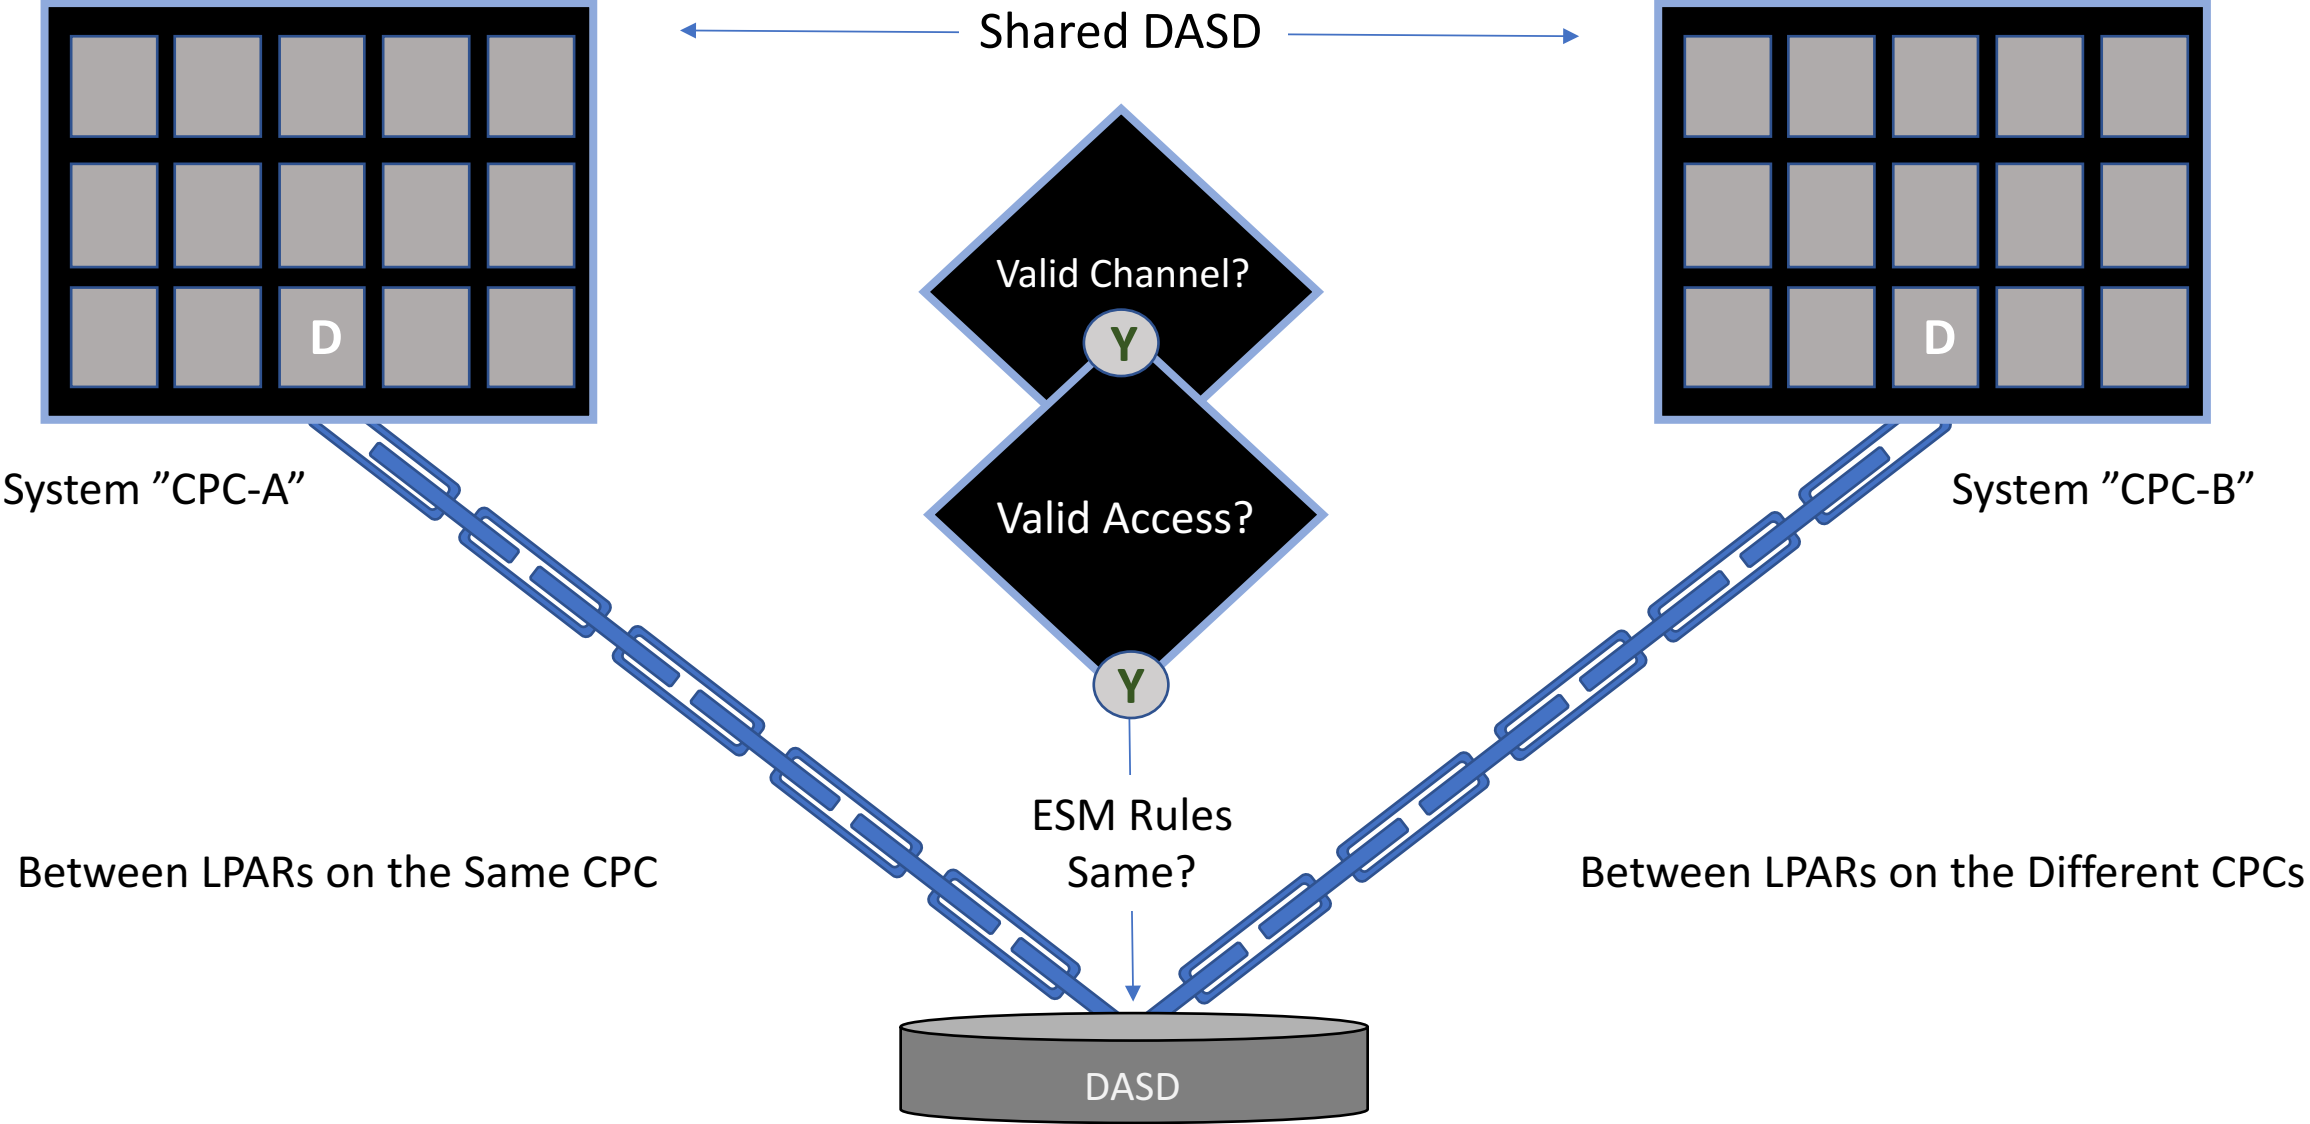 Shared DASD
Valid Channel?
Y
D
D
System ”CPC-A”
Valid Access?
System ”CPC-B”
Y
ESM Rules
Same?
Between LPARs on the Same CPC
Between LPARs on the Different CPCs
DASD